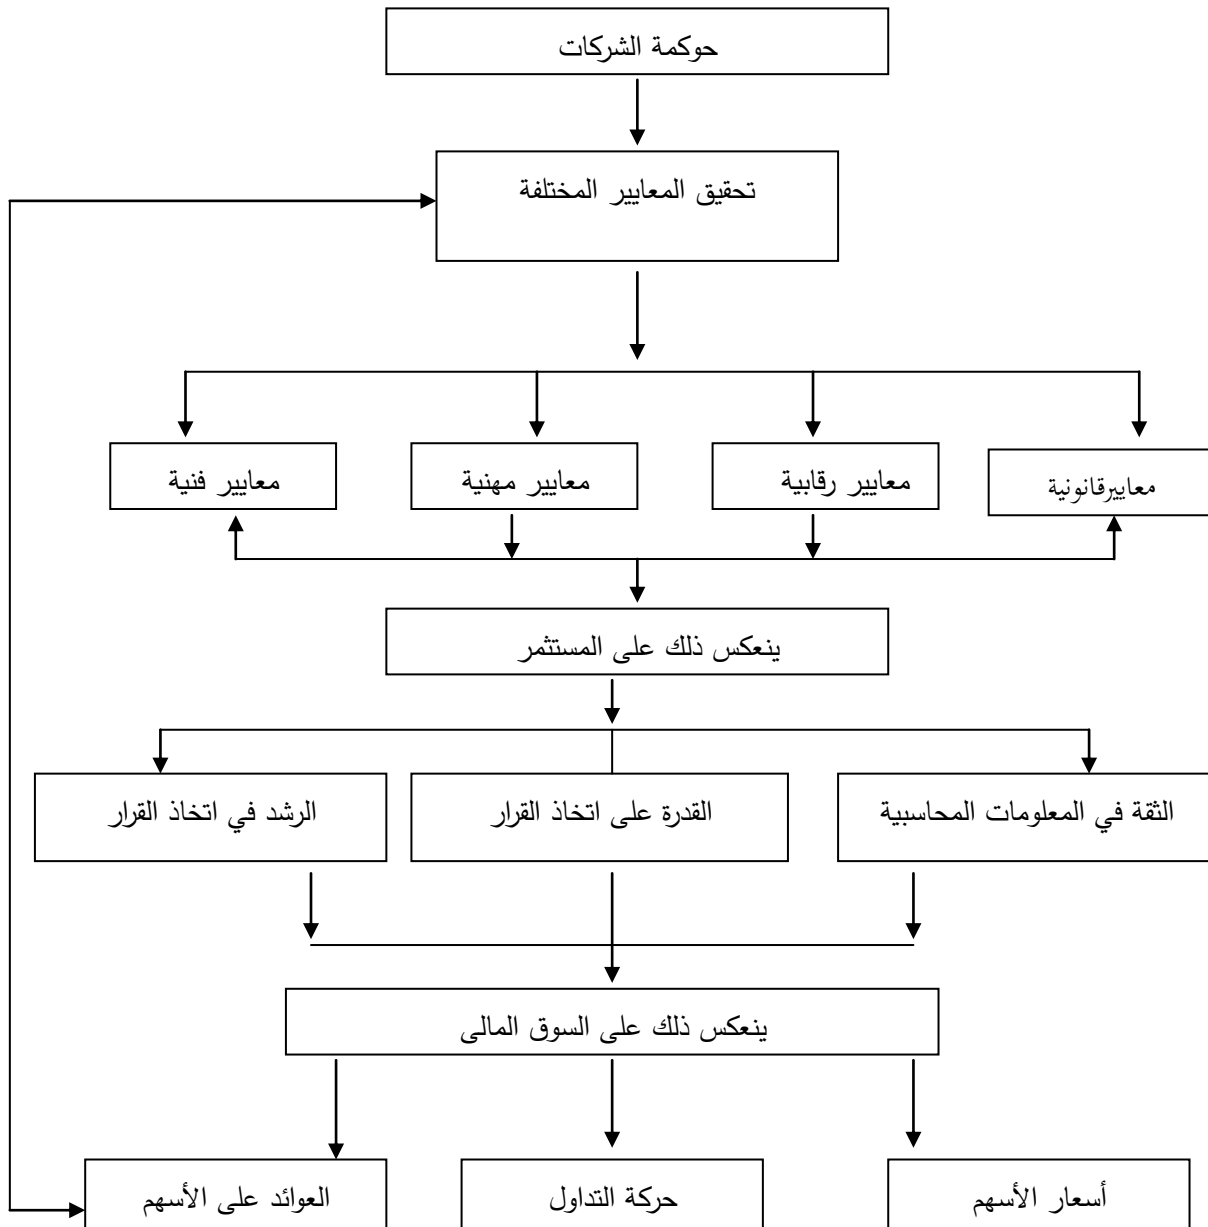 حوكمة الشركات
تحقيق المعايير المختلفة
معاييرقانونية
معايير رقابية
معايير مهنية
معايير فنية
ينعكس ذلك على المستثمر
الثقة في المعلومات المحاسبية
القدرة على اتخاذ القرار
الرشد في اتخاذ القرار
ينعكس ذلك على السوق المالى
أسعار الأسهم
حركة التداول
العوائد على الأسهم